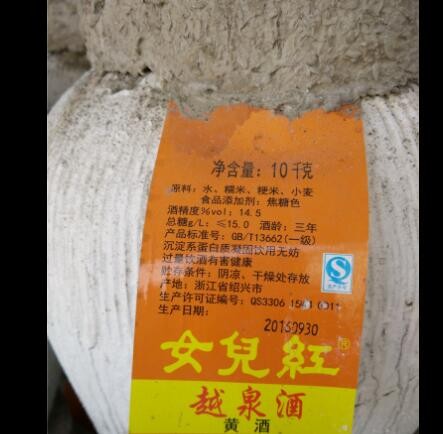 净含量：10千克
原料：水、糯米、粳米、小麦
食品添加剂：焦糖色
酒精度%vol：14.5
总糖g/L：≤15.0 酒龄：三年
产品标准号：GB/T13662(一级)
沉淀系蛋白质凝固饮用无妨
过量饮酒有害健康
贮存条件：阴凉、干燥处存放
产地：浙江省绍兴市
生产许可证编号：QS3306
生产日期：
20160930
女兒紅®
越泉酒
黄酒